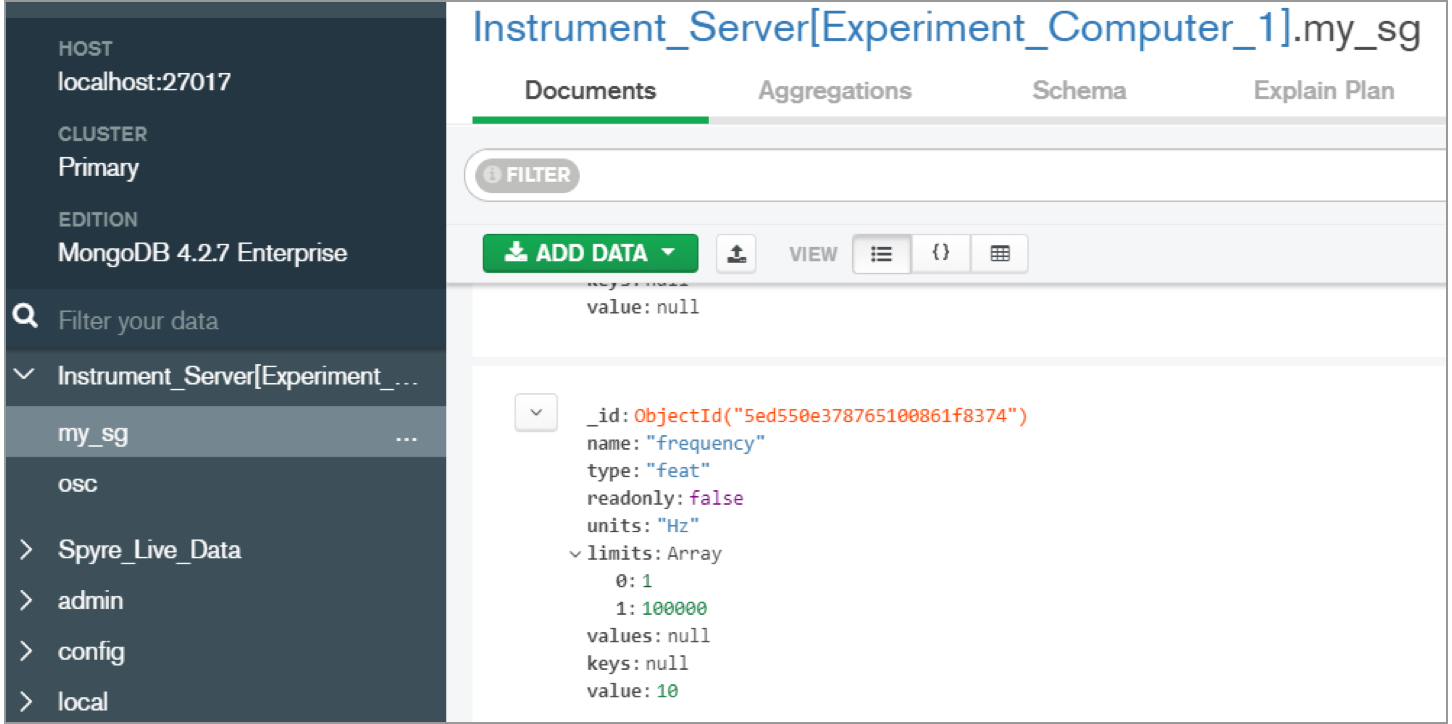 HOST
localhost:27017
CLUSTER
Primary
EDITION
MongoDB 4.2.7 Enterprise
Filter your data
Instrument_Server[Experiment_...
my_sg ...
osc
Spyre_Live_Data
admin
config
local
Instrument_Server[Experiment_Computer_1].my_sg
Documents Aggregations Schema Explain Plan
FILTER
ADD DATA VIEW {}
keys: null
value: null
_id: ObjectId("5ed550e378765100861f8374")
name: "frequency"
type: "feat"
readonly: false
units: "Hz"
limits: Array
0: 1
1: 100000
values: null
keys: null
value: 10